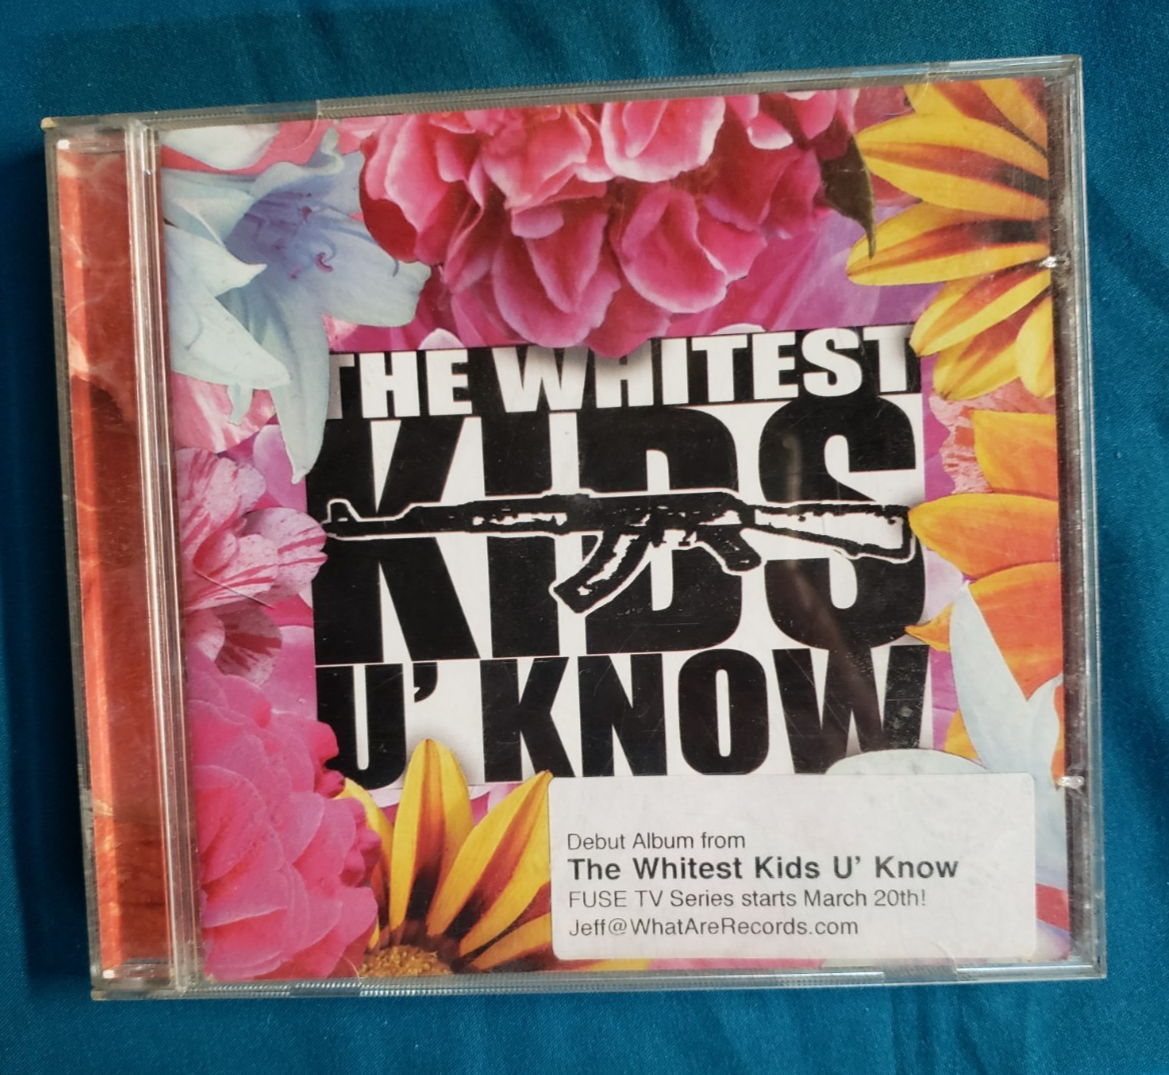 THE WHITEST
KIDS
U' KNOW
Debut Album from
The Whitest Kids U' Know
FUSE TV Series starts March 20th!
Jeff@WhatAreRecords.com